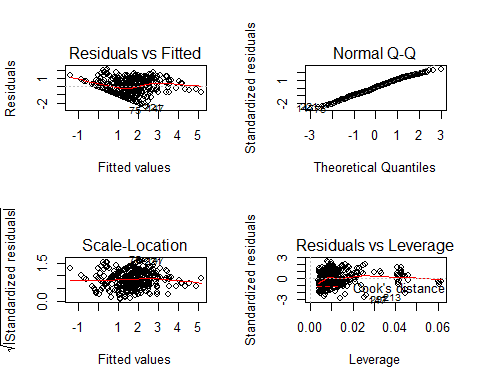 Residuals vs Fitted
Residuals
1
-2
-1 0 1 2 3 4 5
Fitted values
Normal Q-Q
Standardized residuals
1
-2
-3 -2 -1 0 1 2 3
Theoretical Quantiles
Scale-Location
√|Standardized residuals|
1.5
0.0
-1 0 1 2 3 4 5
Fitted values
Residuals vs Leverage
Standardized residuals
3
0
-3
Cook's distance
0.00 0.02 0.04 0.06
Leverage